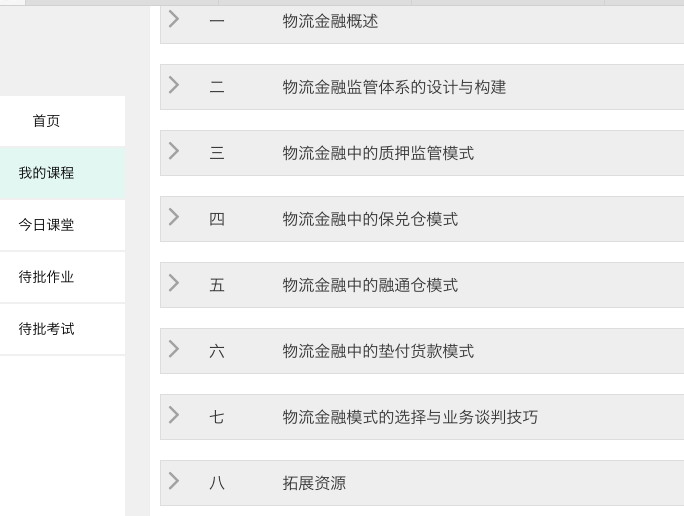 首页
我的课程
今日课堂
待批作业
待批考试
一 物流金融概述
二 物流金融监管体系的设计与构建
三 物流金融中的质押监管模式
四 物流金融中的保兑仓模式
五 物流金融中的融通仓模式
六 物流金融中的垫付货款模式
七 物流金融模式的选择与业务谈判技巧
八 拓展资源